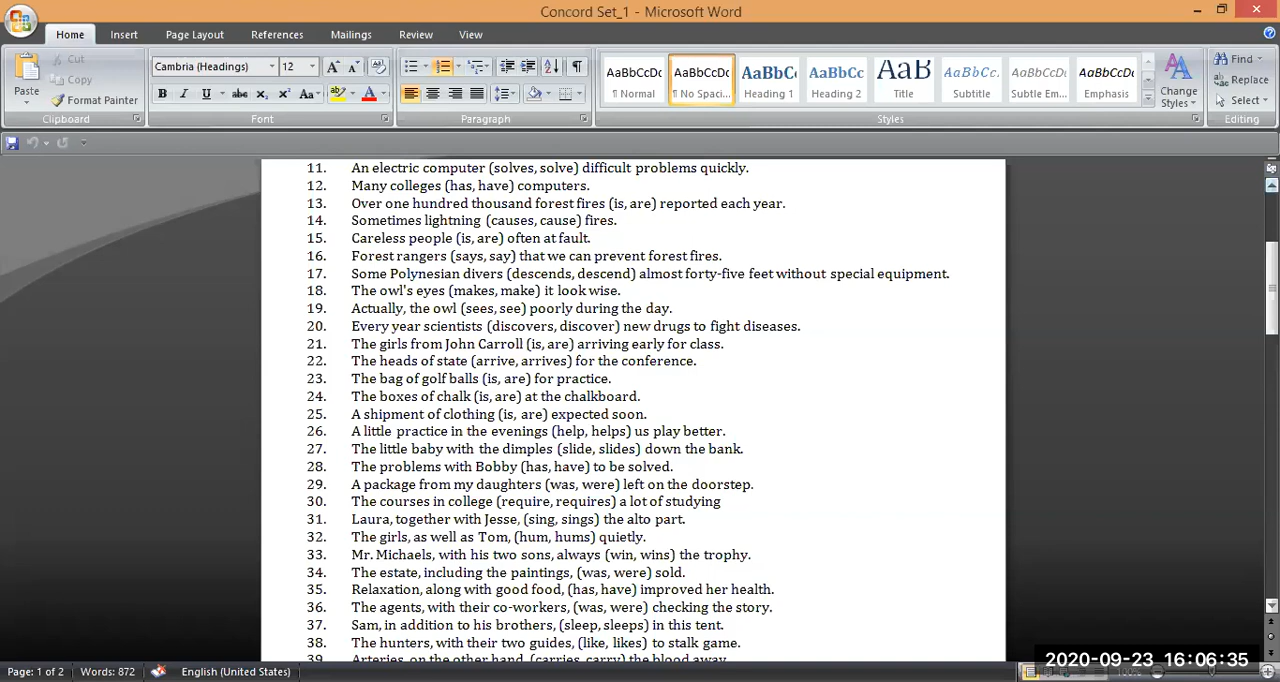 Concord Set_1 - Microsoft Word
Home Insert Page Layout References Mailings Review View
Cut
Copy
Format Painter
Paste
Clipboard
Cambria (Headings) 12
Font
Paragraph
AaBbCcDc AaBbCcDc AaBbC AaBbCc AaB AaBbCc. AaBbCcDc AaBbCcDc
¶ Normal ¶ No Spaci... Heading 1 Heading 2 Title Subtitle Subtle Em... Emphasis
Styles
Change Styles
Find
Replace
Select
Editing
11. An electric computer (solves, solve) difficult problems quickly.
12. Many colleges (has, have) computers.
13. Over one hundred thousand forest fires (is, are) reported each year.
14. Sometimes lightning (causes, cause) fires.
15. Careless people (is, are) often at fault.
16. Forest rangers (says, say) that we can prevent forest fires.
17. Some Polynesian divers (descends, descend) almost forty-five feet without special equipment.
18. The owl's eyes (makes, make) it look wise.
19. Actually, the owl (sees, see) poorly during the day.
20. Every year scientists (discovers, discover) new drugs to fight diseases.
21. The girls from John Carroll (is, are) arriving early for class.
22. The heads of state (arrive, arrives) for the conference.
23. The bag of golf balls (is, are) for practice.
24. The boxes of chalk (is, are) at the chalkboard.
25. A shipment of clothing (is, are) expected soon.
26. A little practice in the evenings (help, helps) us play better.
27. The little baby with the dimples (slide, slides) down the bank.
28. The problems with Bobby (has, have) to be solved.
29. A package from my daughters (was, were) left on the doorstep.
30. The courses in college (require, requires) a lot of studying
31. Laura, together with Jesse, (sing, sings) the alto part.
32. The girls, as well as Tom, (hum, hums) quietly.
33. Mr. Michaels, with his two sons, always (win, wins) the trophy.
34. The estate, including the paintings, (was, were) sold.
35. Relaxation, along with good food, (has, have) improved her health.
36. The agents, with their co-workers, (was, were) checking the story.
37. Sam, in addition to his brothers, (sleep, sleeps) in this tent.
38. The hunters, with their two guides, (like, likes) to stalk game.
39. Arteries, on the other hand, (carries, carry) the blood away.
Page: 1 of 2 Words: 872 English (United States)
2020-09-23 16:06:35